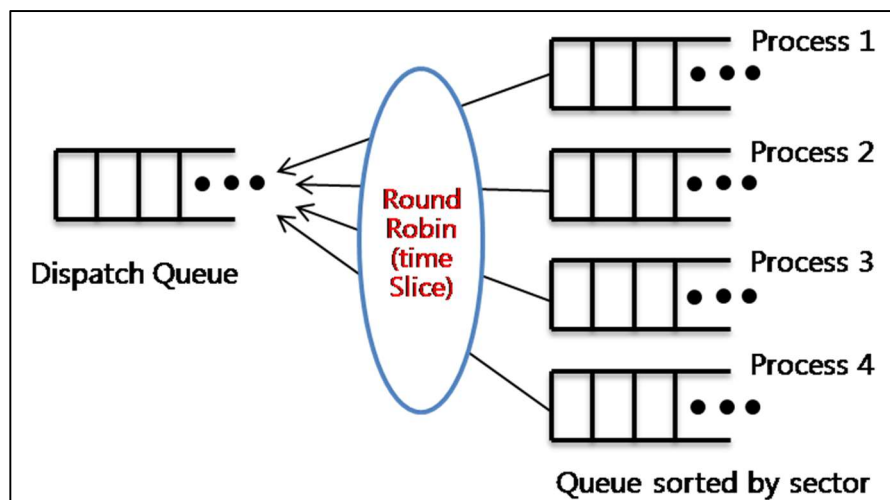 Process 1
Process 2
Round
Robin
(time
Slice)
Process 3
Dispatch Queue
Process 4
Queue sorted by sector